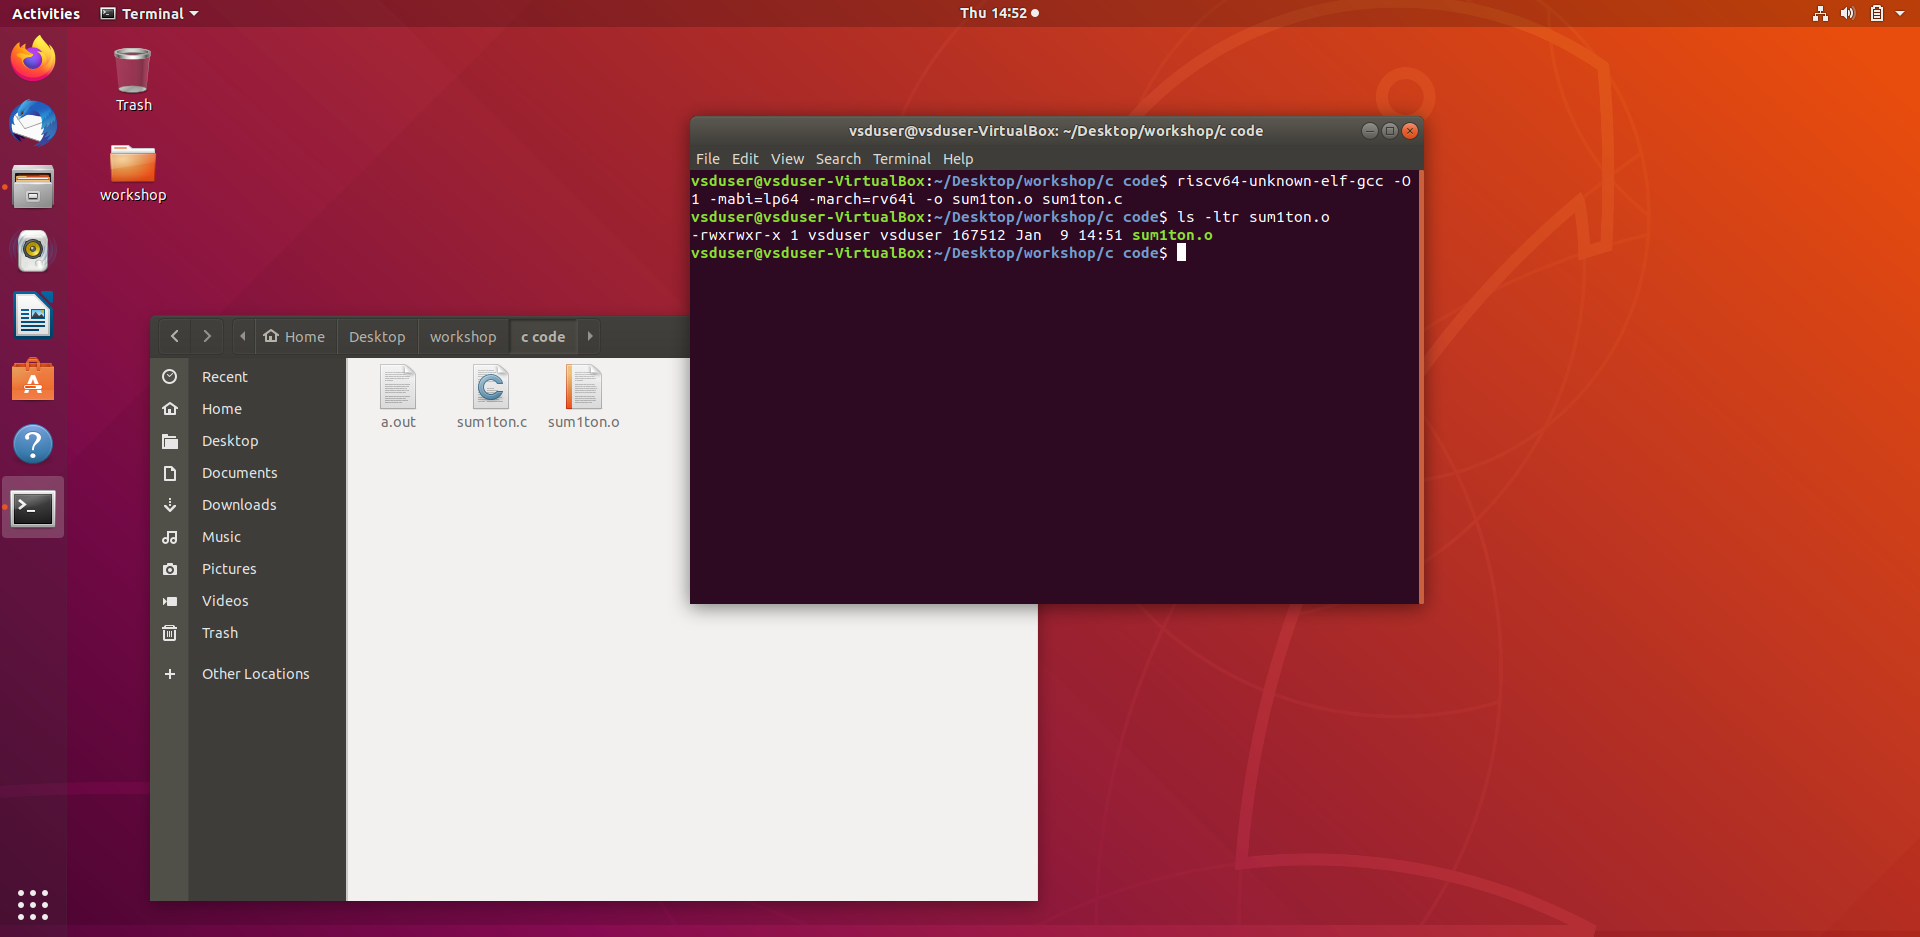 Activities
Terminal
Thu 14:52
Trash
workshop
vsduser@vsduser-VirtualBox: ~/Desktop/workshop/c code
File Edit View Search Terminal Help
vsduser@vsduser-VirtualBox:~/Desktop/workshop/c code$ riscv64-unknown-elf-gcc -O
1 -mabi=lp64 -march=rv64i -o sum1ton.o sum1ton.c
vsduser@vsduser-VirtualBox:~/Desktop/workshop/c code$ ls -ltr sum1ton.o
-rwxrwxr-x 1 vsduser vsduser 167512 Jan  9 14:51 sum1ton.o
vsduser@vsduser-VirtualBox:~/Desktop/workshop/c code$
Home Desktop workshop c code
Recent
Home
Desktop
Documents
Downloads
Music
Pictures
Videos
Trash
Other Locations
a.out
sum1ton.c
sum1ton.o